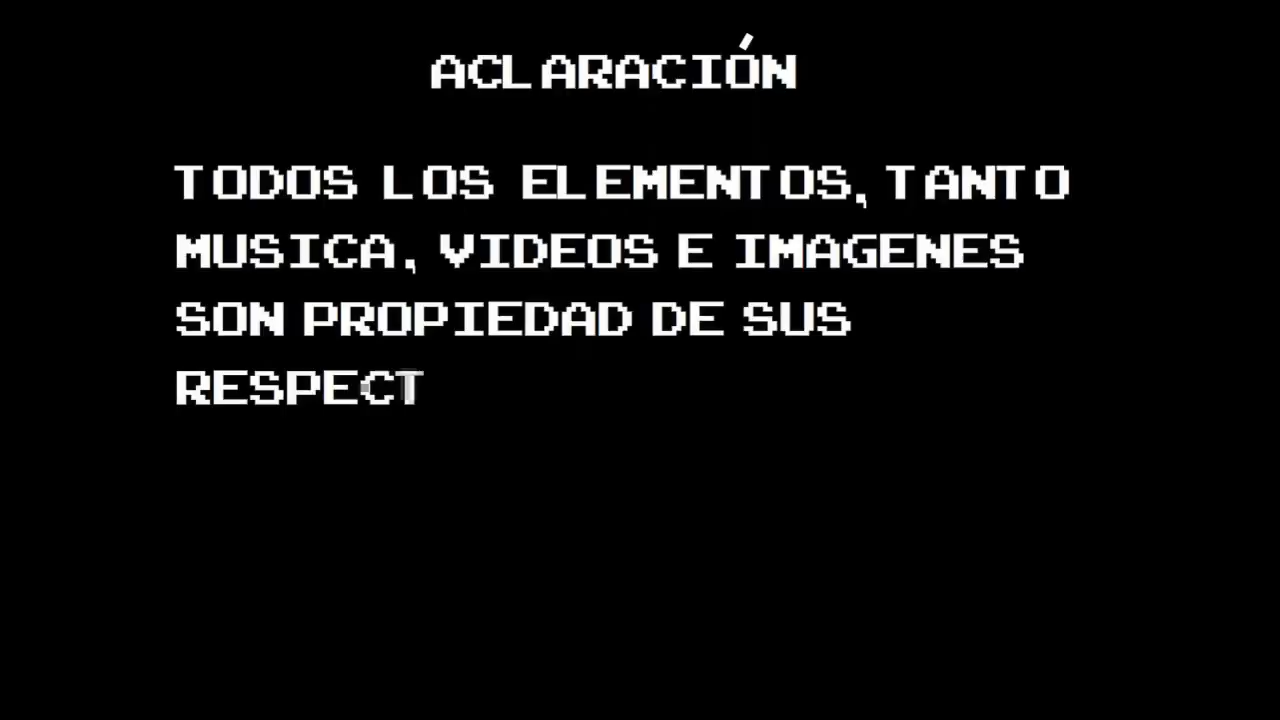 ACLARACIÓN
TODOS LOS ELEMENTOS, TANTO
MUSICA, VIDEOS E IMAGENES
SON PROPIEDAD DE SUS
RESPECT